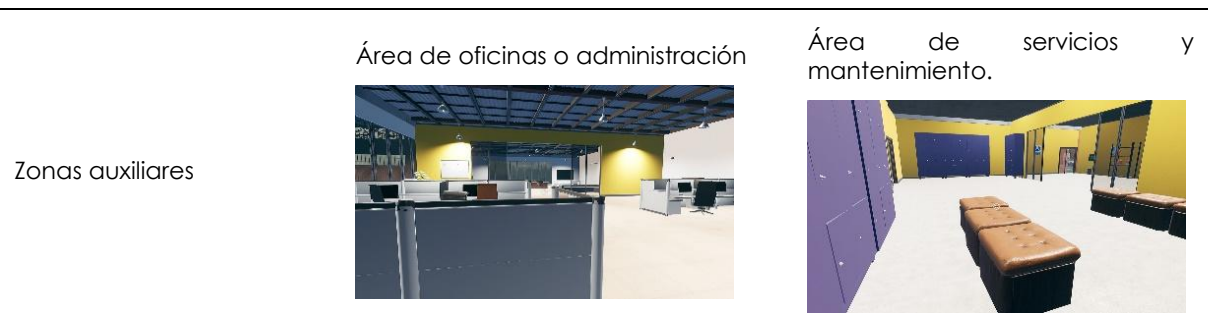 Área de oficinas o administración
Área de servicios y
mantenimiento.
Zonas auxiliares